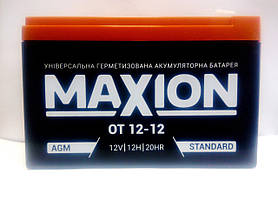 УНІВЕРСАЛЬНА ГЕРМЕТИЗОВАНА АКУМУЛЯТОРНА БАТАРЕЯ
MAXION
OT 12-12
AGM 12V|12H|20HR STANDARD